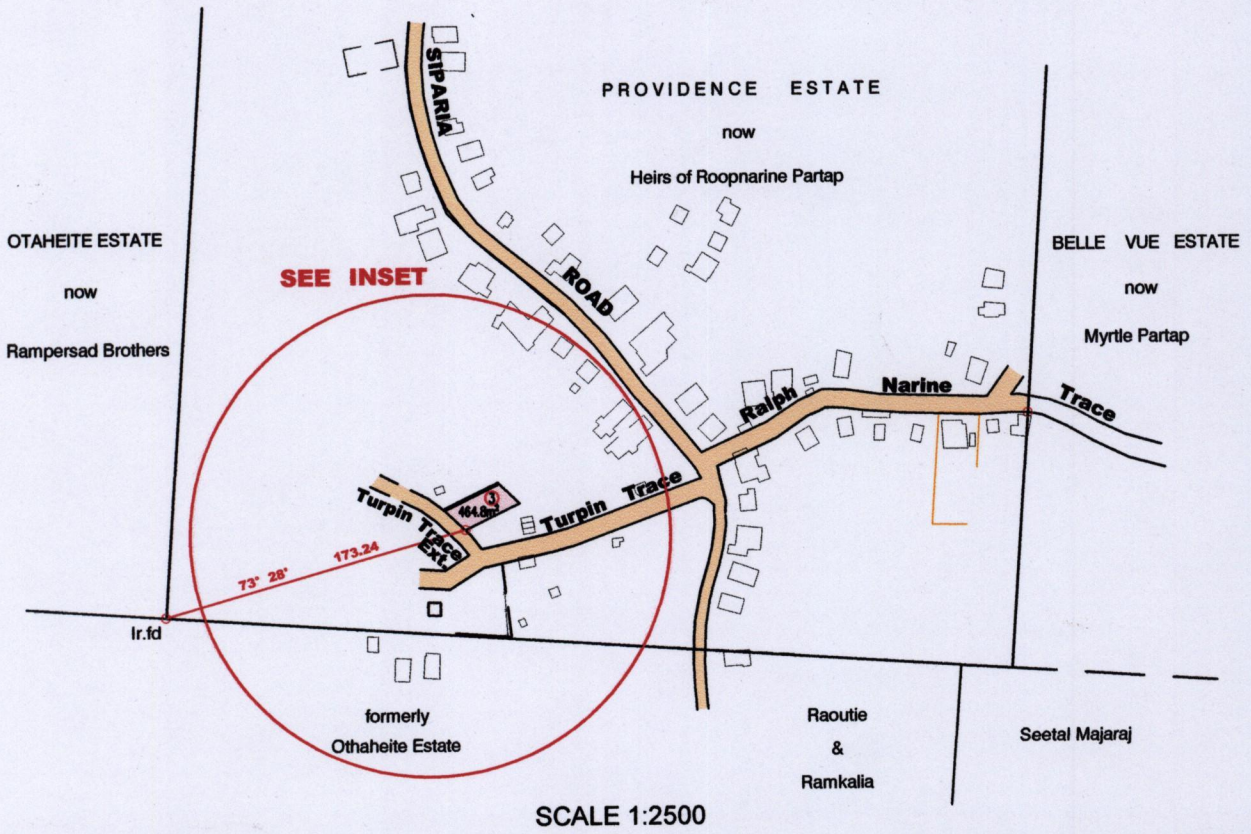 SIPARIA
ROAD
PROVIDENCE ESTATE
now
Heirs of Roopnarine Partap
OTAHEITE ESTATE
now
Rampersad Brothers
BELLE VUE ESTATE
now
Myrtle Partap
SEE INSET
Ralph Narine Trace
Turpin Trace
Turpin Trace
Ext.
3
464.8m²
73° 28' 173.24
Ir.fd
formerly
Othaheite Estate
Raoutie
&
Ramkalia
Seetal Majaraj
SCALE 1:2500